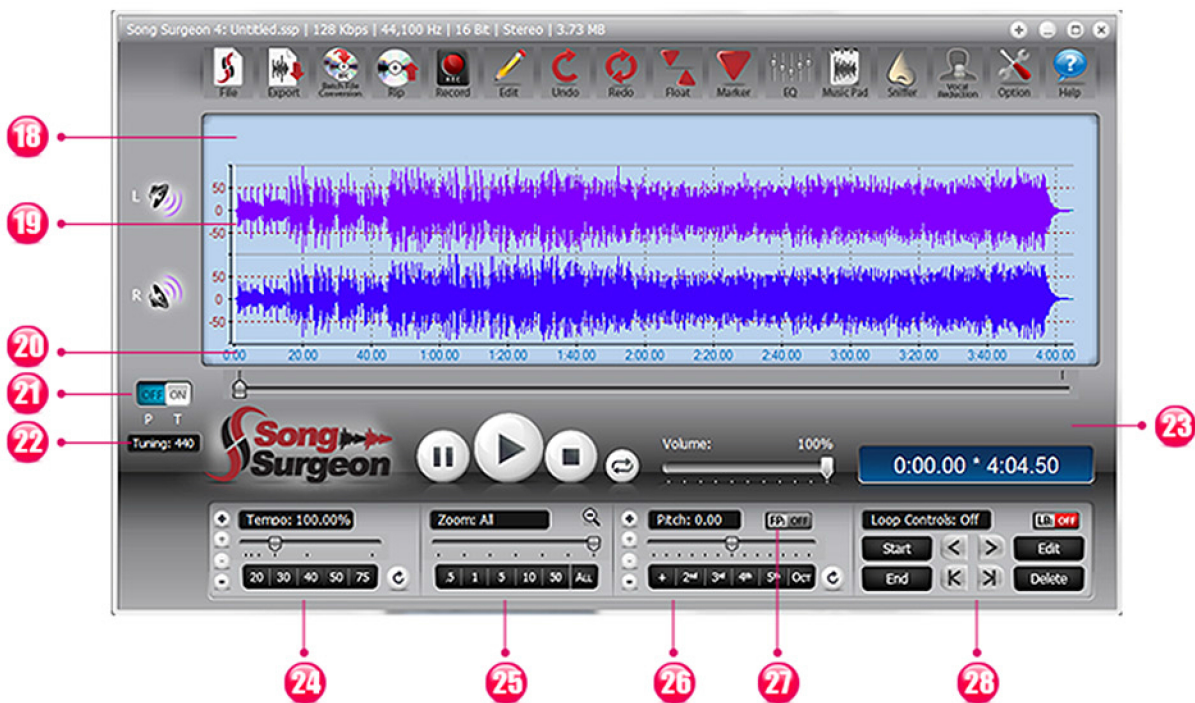 Song Surgeon 4: Untitled.ssp | 128 Kbps | 44,100 Hz | 16 Bit | Stereo | 3.73 MB
File Export Batch File Conversion Rip Record Edit Undo Redo Float Marker EQ Music Pad Sniffer Vocal Reduction Option Help
REC
18
L
50
0
-50
19
R
50
0
-50
20
0:00 20.00 40.00 1:00.00 1:20.00 1:40.00 2:00.00 2:20.00 2:40.00 3:00.00 3:20.00 3:40.00 4:00.00
21
OFF ON
P T
22
Tuning: 440
Song
Surgeon
Volume: 100%
0:00.00 * 4:04.50
23
Tempo: 100.00%
20 30 40 50 75
Zoom: All
.5 1 5 10 30 ALL
Pitch: 0.00
FP: OFF
+ 2nd 3rd 4th 5th OCT
Loop Controls: Off
LB: OFF
Start < > Edit
End K Delete
24 25 26 27 28